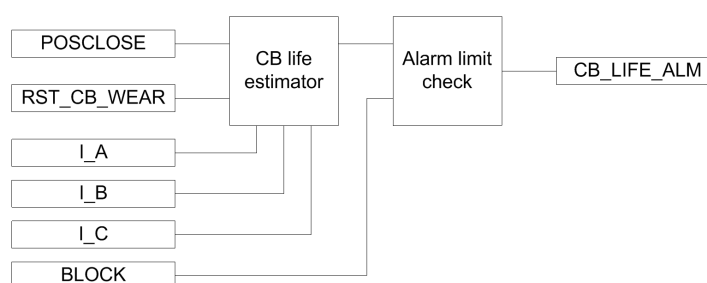 POSCLOSE
CB life
estimator
Alarm limit
check
CB_LIFE_ALM
RST_CB_WEAR
I_A
I_B
I_C
BLOCK